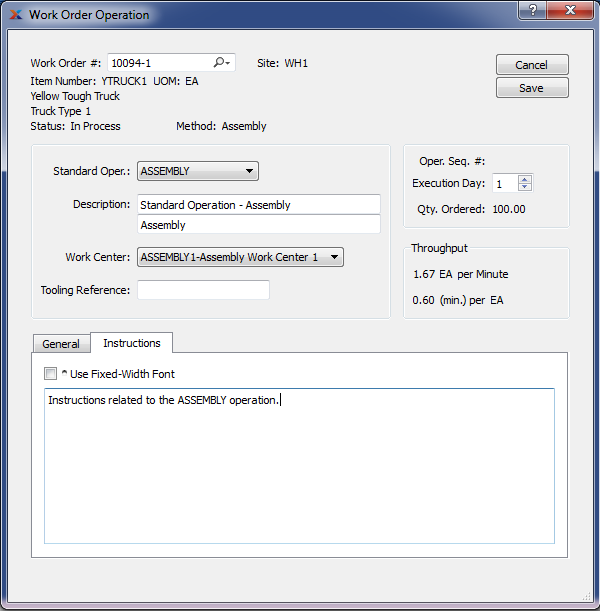 Work Order Operation
Work Order #: 10094-1 Site: WH1
Cancel
Item Number: YTRUCK1 UOM: EA
Save
Yellow Tough Truck
Truck Type 1
Status: In Process Method: Assembly
Standard Oper.: ASSEMBLY
Description: Standard Operation - Assembly
Assembly
Work Center: ASSEMBLY1-Assembly Work Center 1
Tooling Reference:
Oper. Seq. #:
Execution Day: 1
Qty. Ordered: 100.00
Throughput
1.67 EA per Minute
0.60 (min.) per EA
General Instructions
* Use Fixed-Width Font
Instructions related to the ASSEMBLY operation.